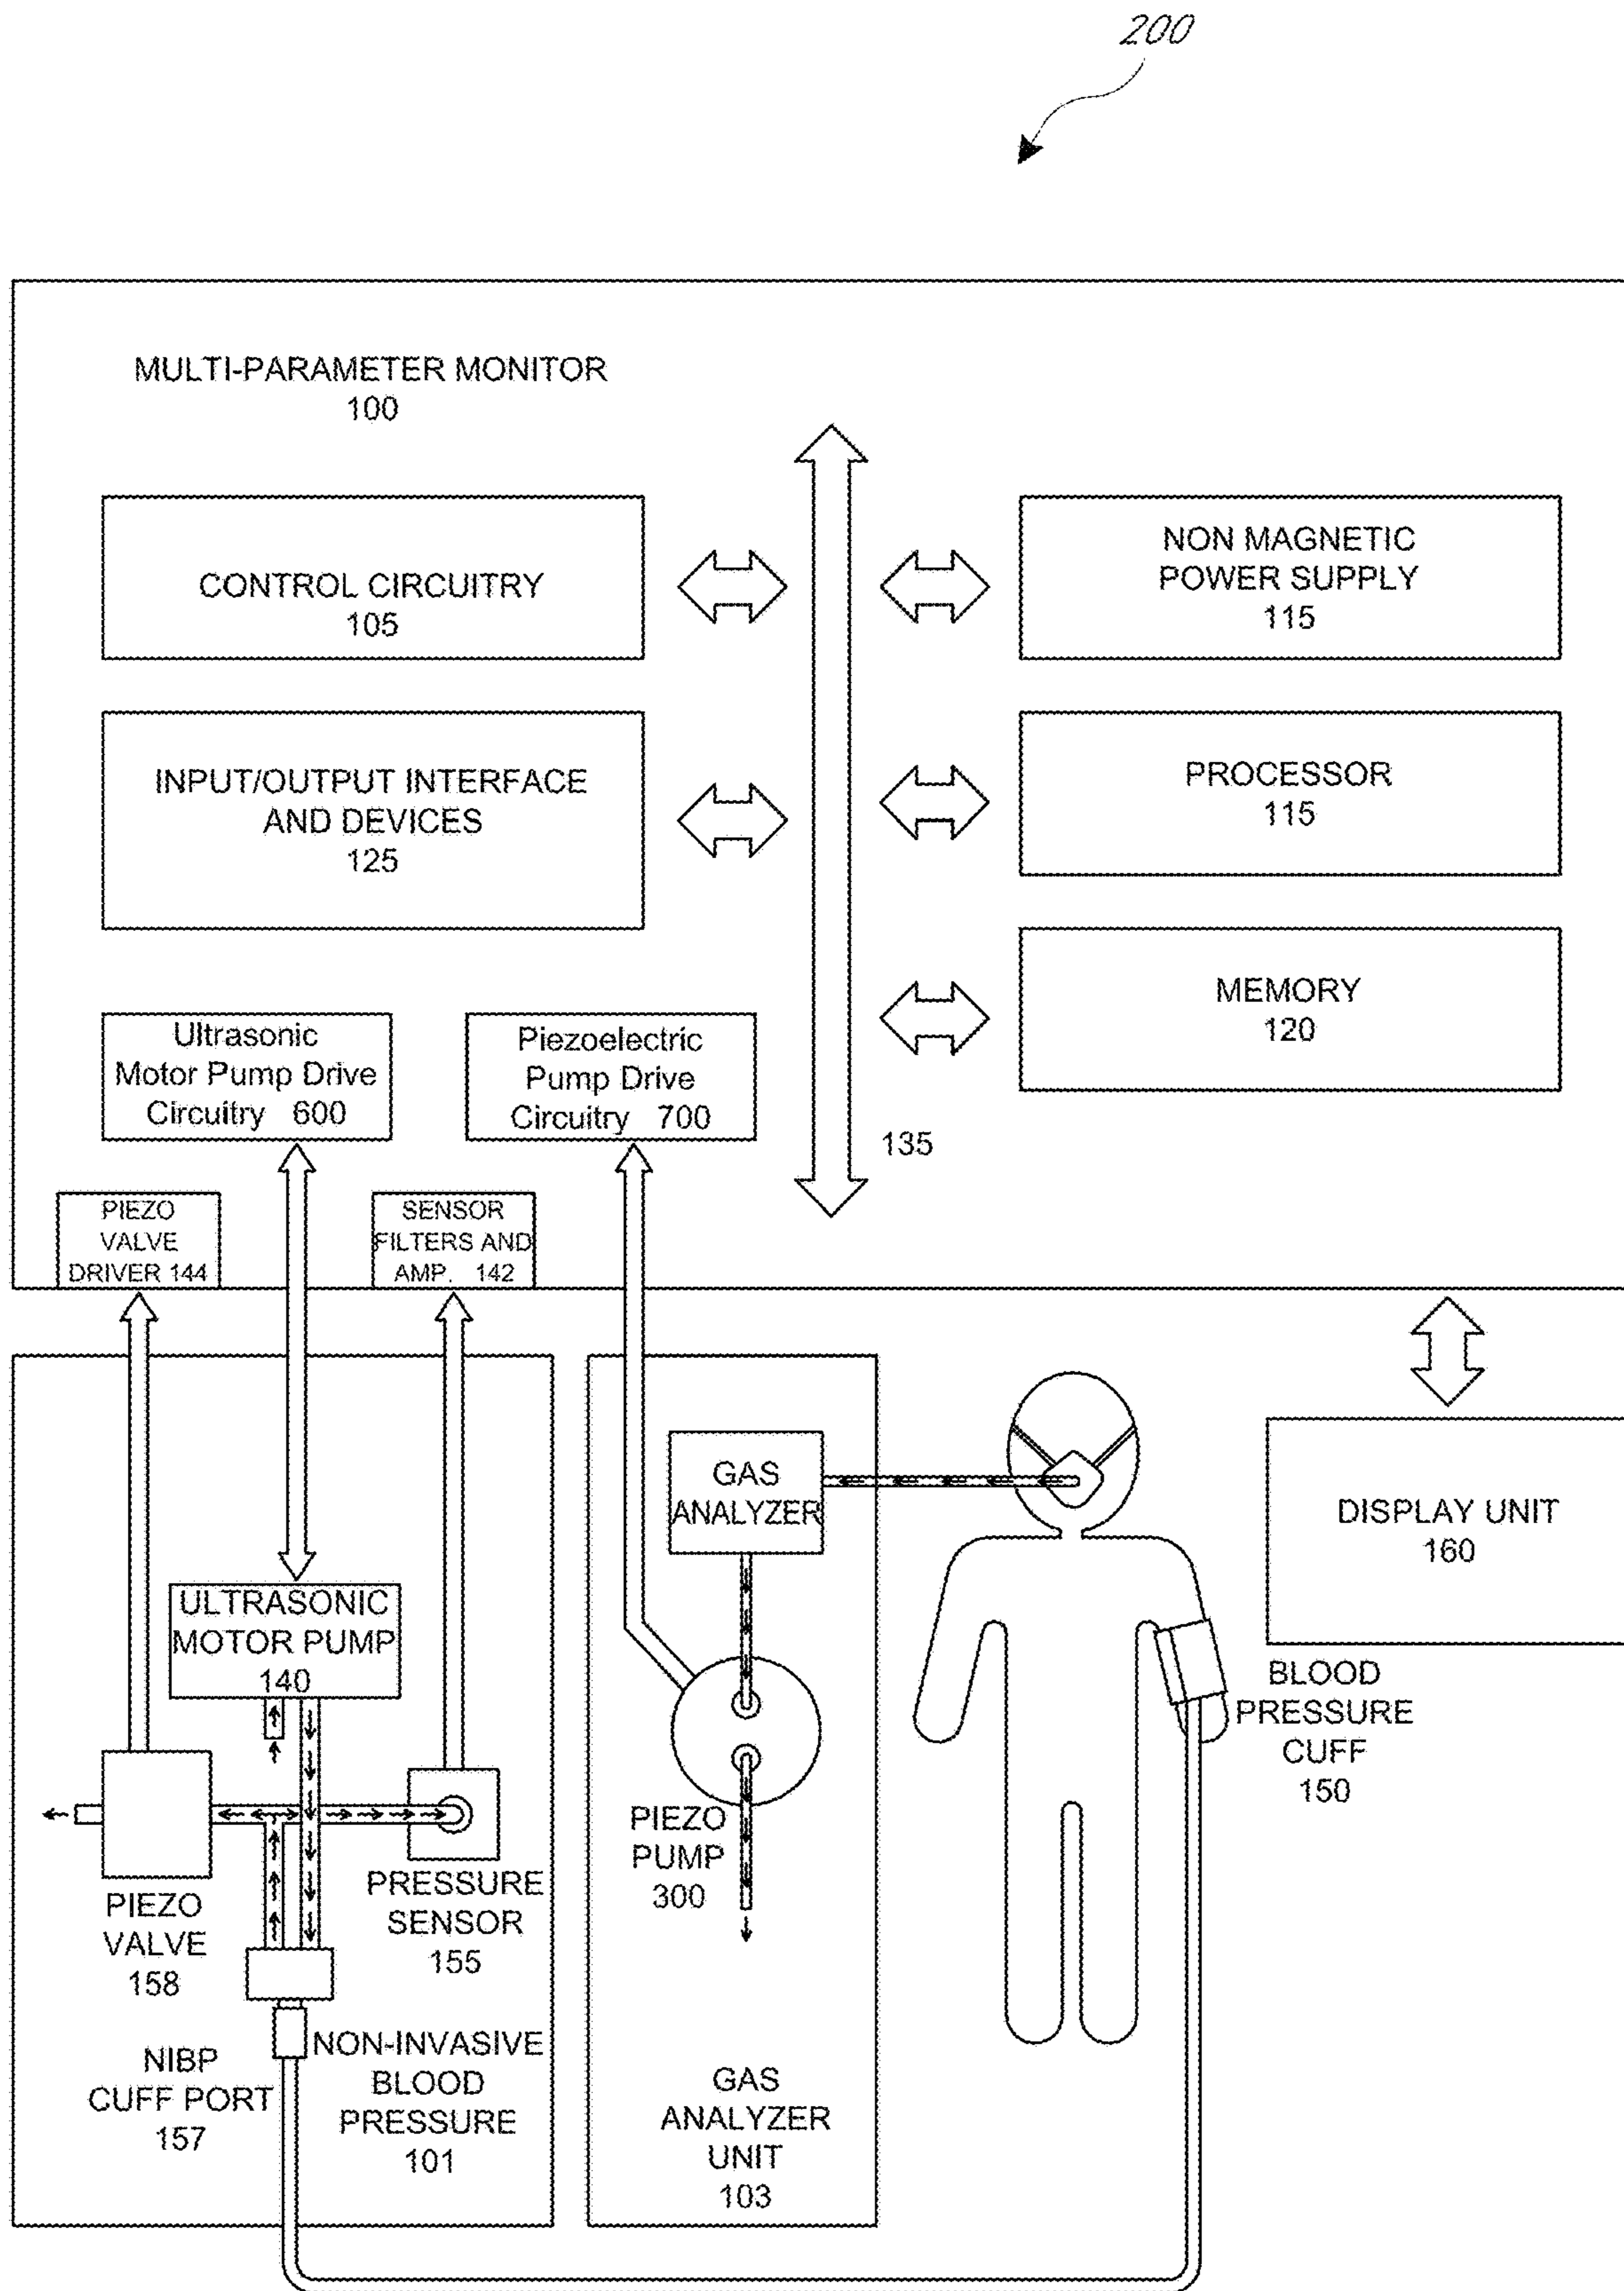 200
MULTI-PARAMETER MONITOR
100
CONTROL CIRCUITRY
105
NON MAGNETIC
POWER SUPPLY
115
INPUT/OUTPUT INTERFACE
AND DEVICES
125
PROCESSOR
115
MEMORY
120
Ultrasonic
Motor Pump Drive
Circuitry 600
Piezoelectric
Pump Drive
Circuitry 700
135
PIEZO
VALVE
DRIVER 144
SENSOR
FILTERS AND
AMP. 142
GAS
ANALYZER
DISPLAY UNIT
160
ULTRASONIC
MOTOR PUMP
140
BLOOD
PRESSURE
CUFF
150
PIEZO
PUMP
300
PIEZO
VALVE
158
PRESSURE
SENSOR
155
NIBP
CUFF PORT
157
NON-INVASIVE
BLOOD
PRESSURE
101
GAS
ANALYZER
UNIT
103